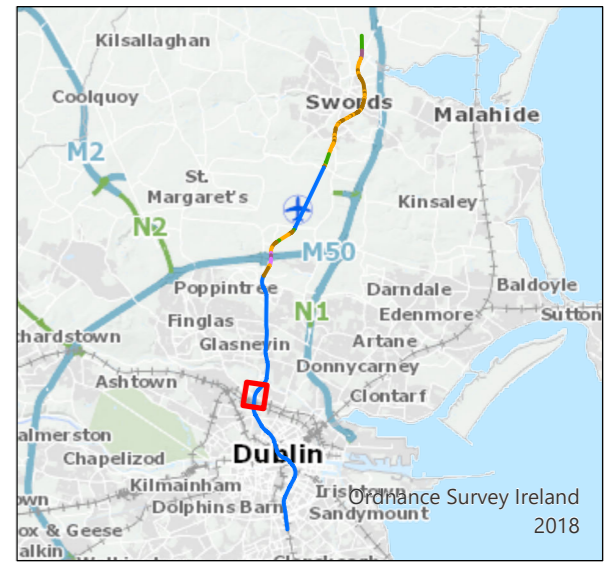 Kilsallaghan
Coolquoy
Swords
Malahide
M2
St.
Margaret's
Kinsaley
N2
M50
Poppintree
Darndale
Baldoyle
N1
Edenmore
Sutton
Finglas
chardstown
Glasnevin
Artane
Donnycarney
Ashtown
Clontarf
almerston
Chapelizod
Dublin
Kilmainham
Irishtown
Ordnance Survey Ireland
Dolphins Barn
Sandymount
2018
own
ox & Geese
alkin